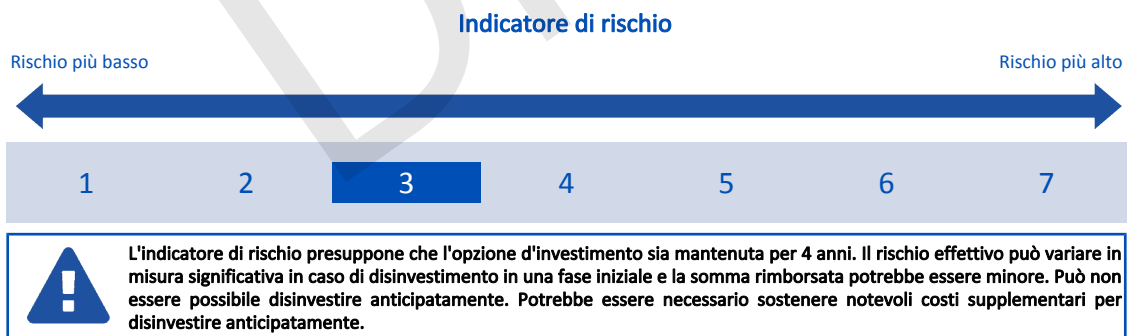 Indicatore di rischio
Rischio più basso
Rischio più alto
1 2 3 4 5 6 7
L'indicatore di rischio presuppone che l'opzione d'investimento sia mantenuta per 4 anni. Il rischio effettivo può variare in
misura significativa in caso di disinvestimento in una fase iniziale e la somma rimborsata potrebbe essere minore. Può non
essere possibile disinvestire anticipatamente. Potrebbe essere necessario sostenere notevoli costi supplementari per
disinvestire anticipatamente.